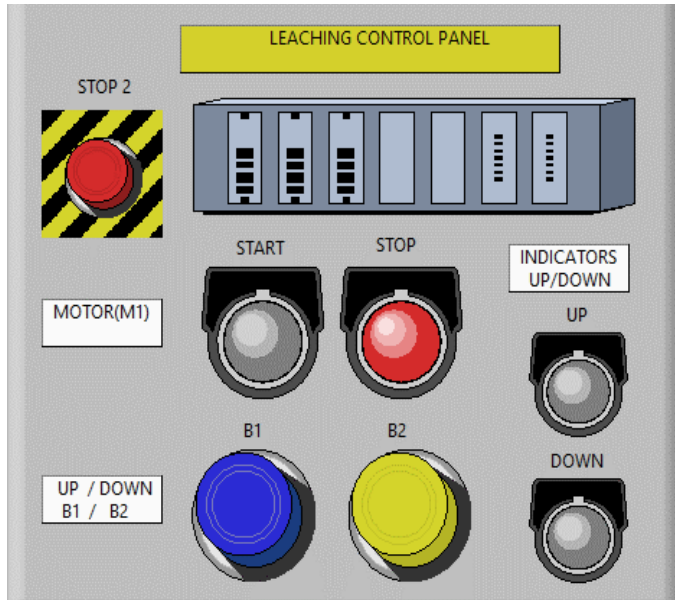 LEACHING CONTROL PANEL
STOP 2
START
STOP
INDICATORS
UP/DOWN
MOTOR(M1)
UP
B1
B2
DOWN
UP / DOWN
B1 / B2